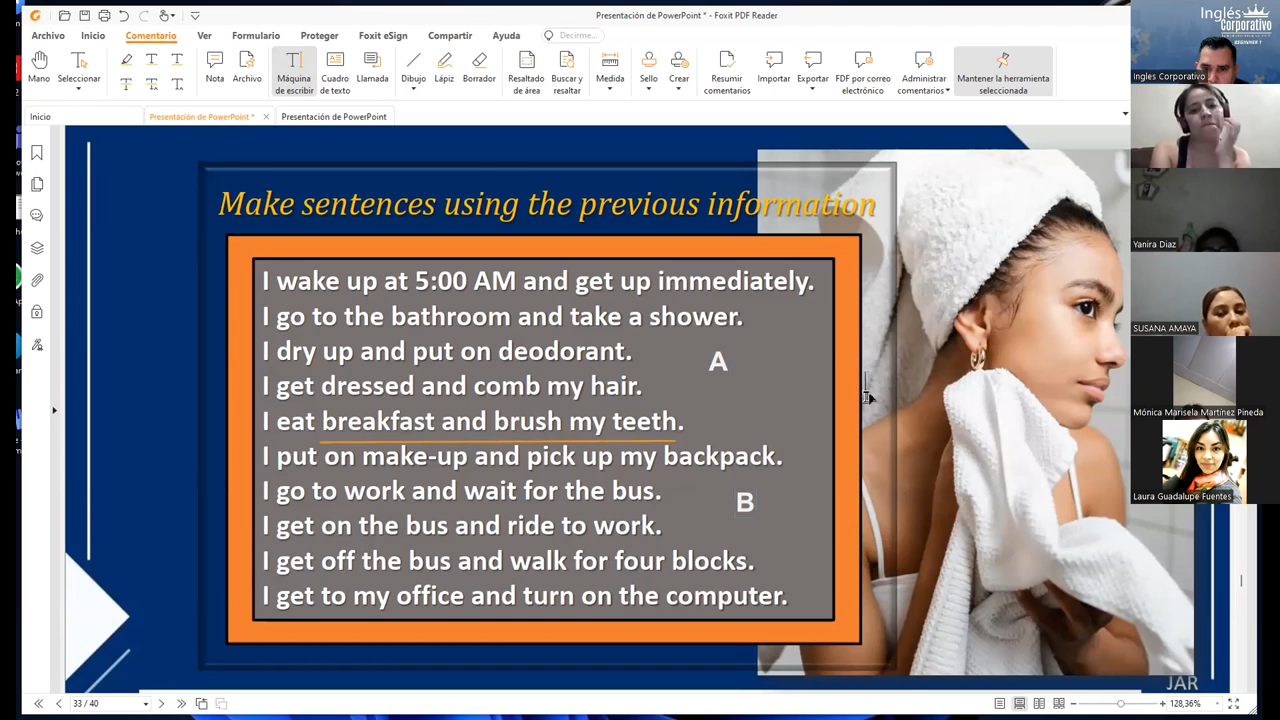 Presentación de PowerPoint * - Foxit PDF Reader
Archivo Inicio Comentario Ver Formulario Proteger Foxit eSign Compartir Ayuda Decirme...
Mano Seleccionar Nota Archivo Máquina de escribir Cuadro de texto Llamada Dibujo Lápiz Borrador Resaltado de área Buscar y resaltar Medida Sello Crear Resumir comentarios Importar Exportar FDF por correo electrónico Administrar comentarios Mantener la herramienta seleccionada
Inicio Presentación de PowerPoint * Presentación de PowerPoint
Make sentences using the previous information
I wake up at 5:00 AM and get up immediately.
I go to the bathroom and take a shower.
I dry up and put on deodorant.
A
I get dressed and comb my hair.
I eat breakfast and brush my teeth.
I put on make-up and pick up my backpack.
I go to work and wait for the bus.
B
I get on the bus and ride to work.
I get off the bus and walk for four blocks.
I get to my office and turn on the computer.
JAR
33 / 40
128,36%
Inglés
Corporativo
BEGINNER 1
Ingles Corporativo
Yanira Diaz
SUSANA AMAYA
Mónica Marisela Martínez Pineda
Laura Guadalupe Fuentes